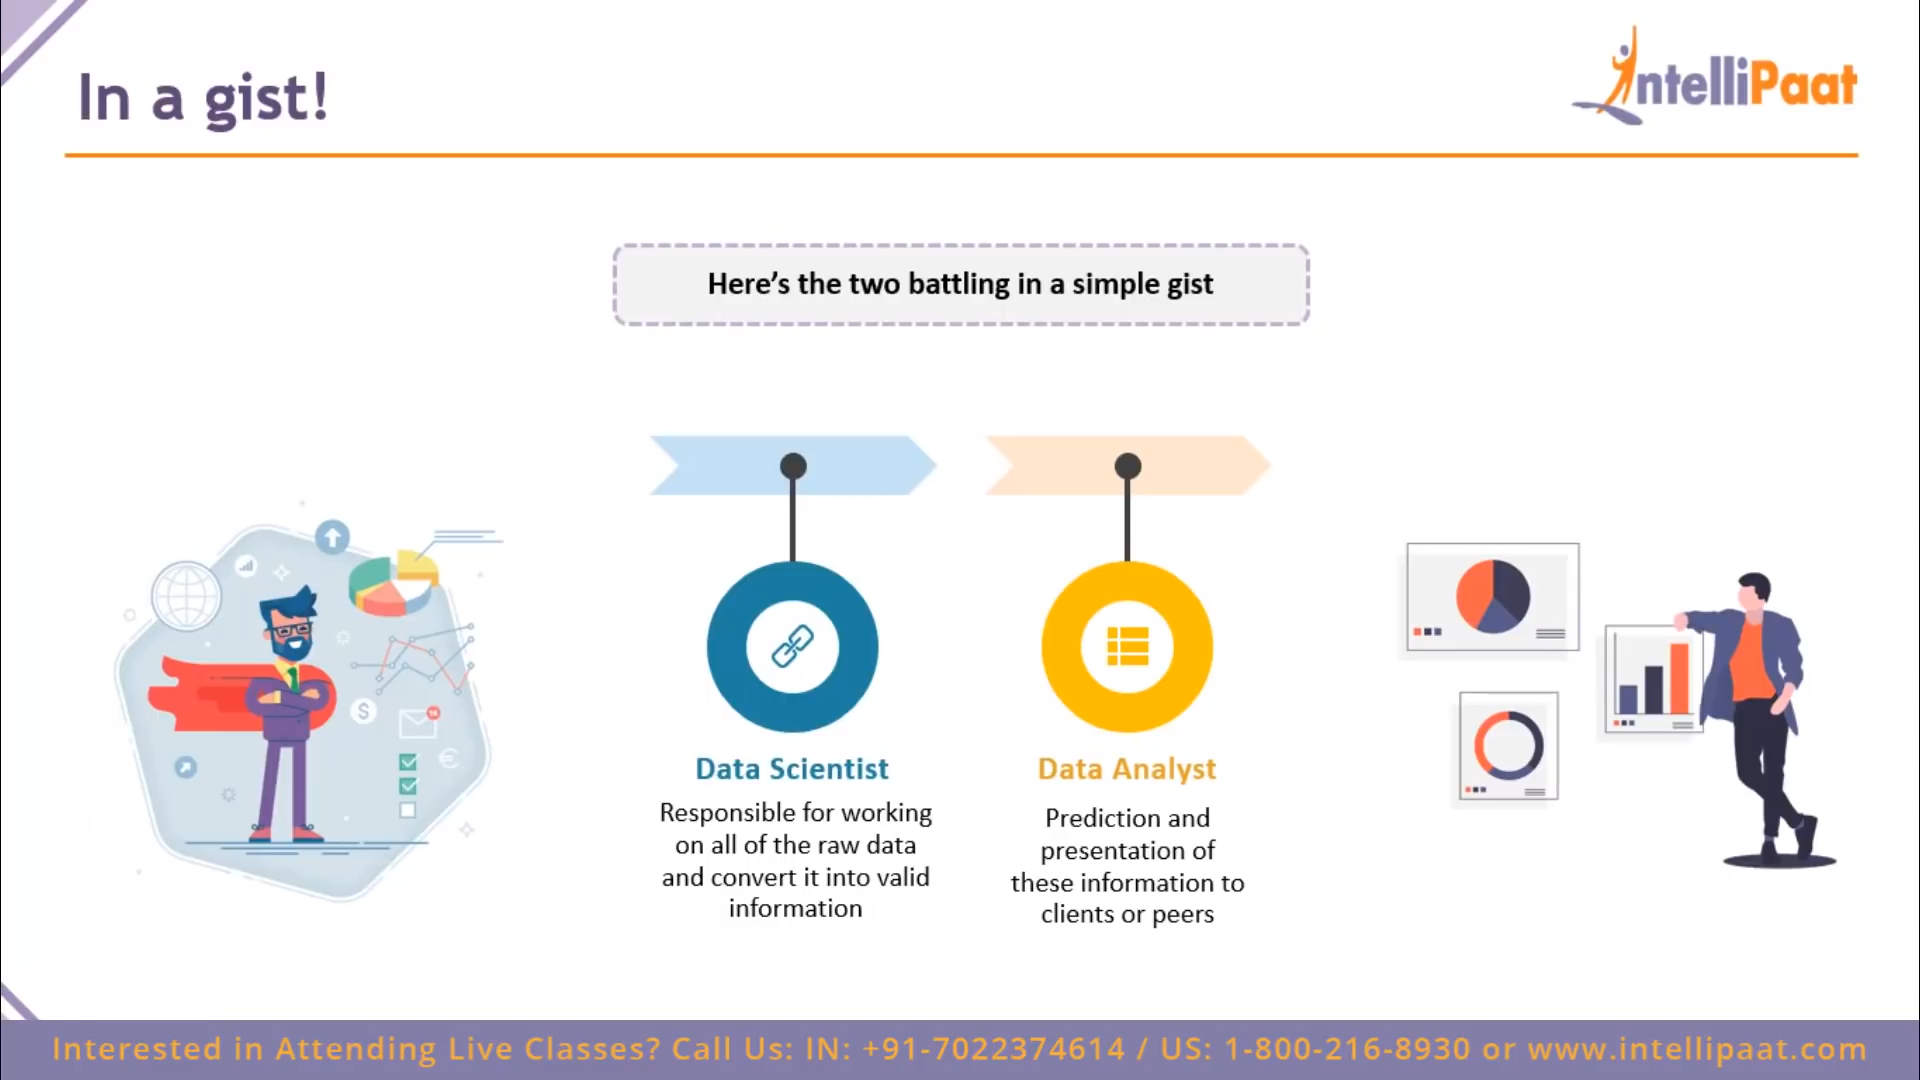 In a gist!
IntelliPaat
Here's the two battling in a simple gist
Data Scientist
Responsible for working
on all of the raw data
and convert it into valid
information
Data Analyst
Prediction and
presentation of
these information to
clients or peers
$
€
Interested in Attending Live Classes? Call Us: IN: +91-7022374614 / US: 1-800-216-8930 or www.intellipaat.com